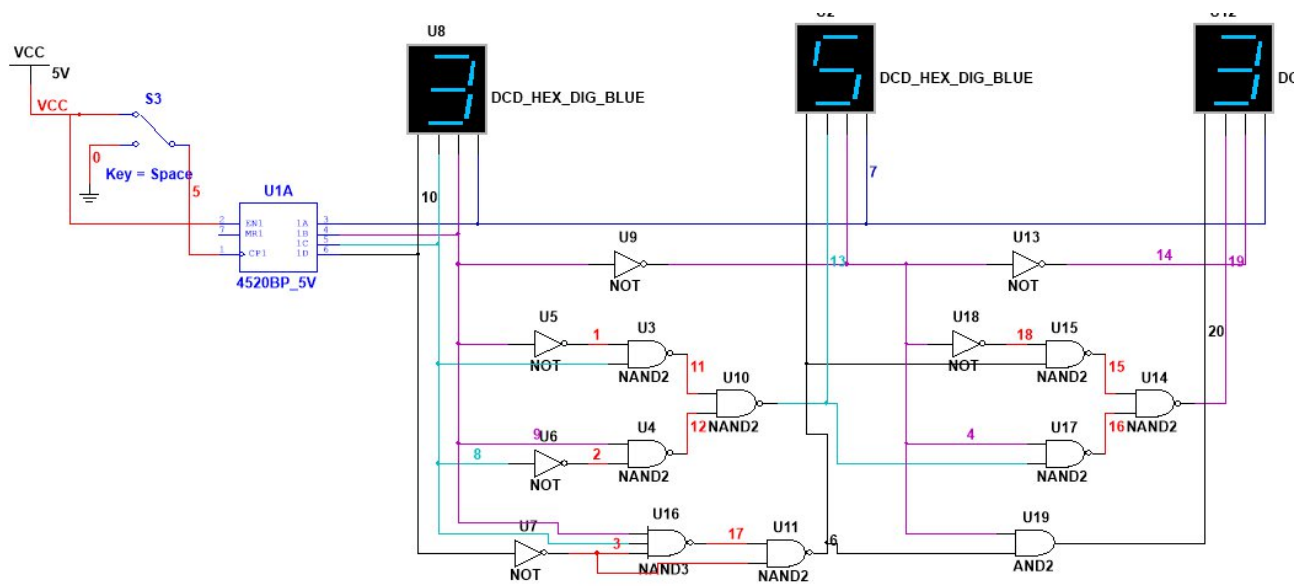 U8
VCC
5V
DCD_HEX_DIG_BLUE
DCD_HEX_DIG_BLUE
VCC
S3
0
Key = Space
5
10
7
U1A
2
EN1
1A
3
7
MR1
1B
4
1C
5
1
CP1
1D
6
4520BP_5V
U9
NOT
13
U13
NOT
14
19
U5
1
U3
NOT
NAND2
11
U10
NAND2
U18
18
U15
NOT
NAND2
15
U14
NAND2
20
9
U6
8
2
NOT
U4
NAND2
12
4
U17
NAND2
16
U7
NOT
3
U16
NAND3
17
U11
NAND2
6
U19
AND2